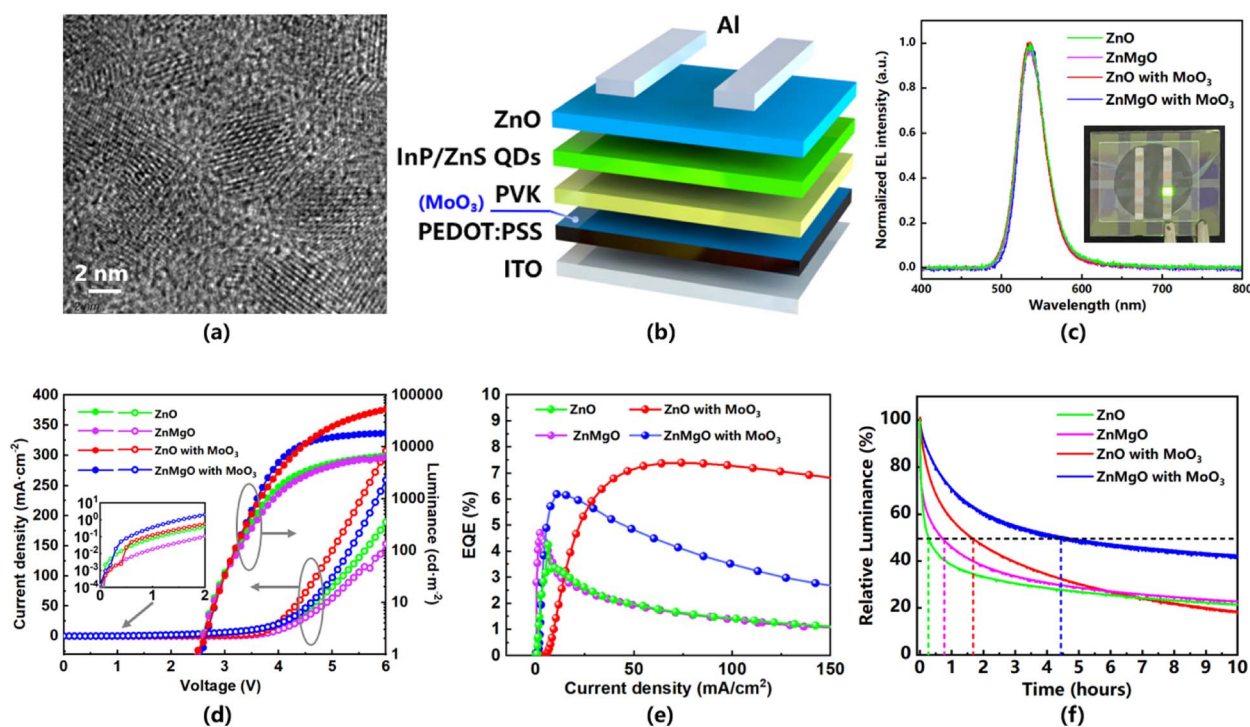 2 nm
2 nm
(a)
Al
ZnO
InP/ZnS QDs
PVK
(MoO₃)
PEDOT:PSS
ITO
(b)
Normalized EL intensity (a.u.)
1.0
0.8
0.6
0.4
0.2
0.0
ZnO
ZnMgO
ZnO with MoO₃
ZnMgO with MoO₃
400 500 600 700 800
Wavelength (nm)
(c)
Current density (mA·cm⁻²)
400
350
300
250
200
150
100
50
0
ZnO
ZnMgO
ZnO with MoO₃
ZnMgO with MoO₃
10¹
10⁰
10⁻¹
10⁻²
10⁻³
10⁻⁴
0 1 2
100000
10000
1000
100
10
1
Luminance (cd·m⁻²)
0 1 2 3 4 5 6
Voltage (V)
(d)
EQE (%)
10
9
8
7
6
5
4
3
2
1
0
ZnO
ZnO with MoO₃
ZnMgO
ZnMgO with MoO₃
0 50 100 150
Current density (mA/cm²)
(e)
Relative Luminance (%)
100
80
60
40
20
0
ZnO
ZnMgO
ZnO with MoO₃
ZnMgO with MoO₃
0 1 2 3 4 5 6 7 8 9 10
Time (hours)
(f)